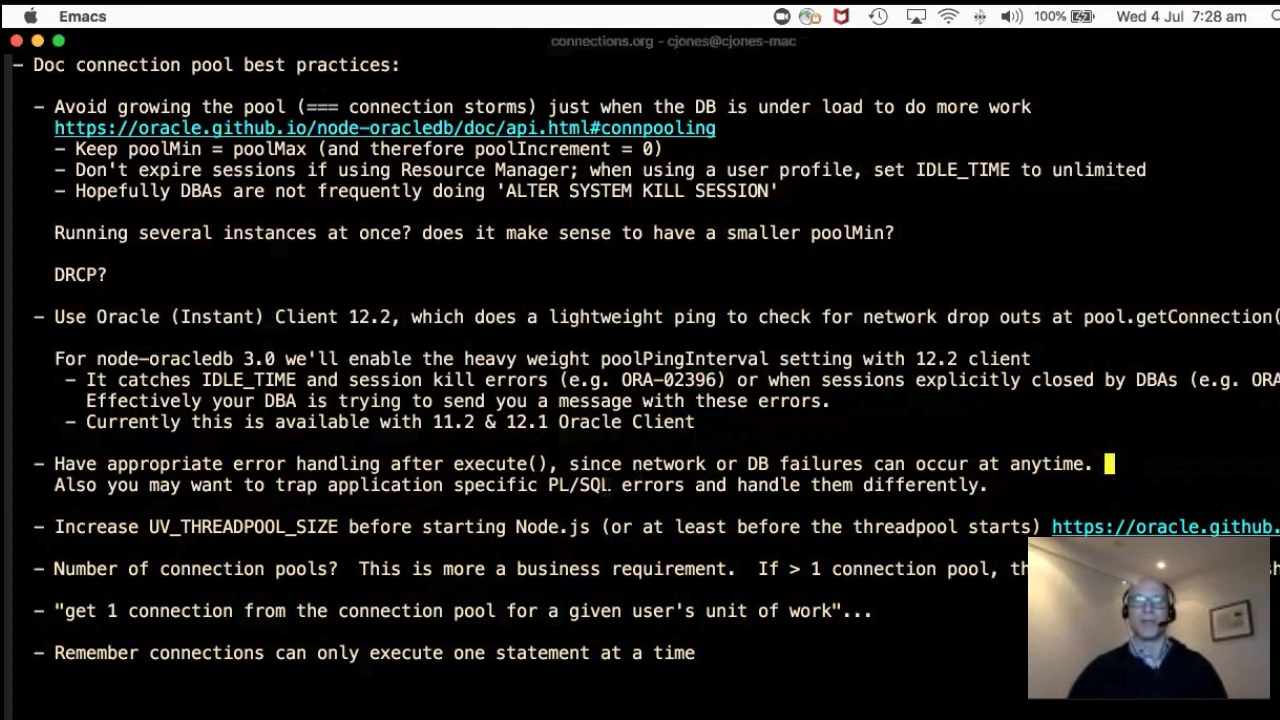 Emacs 100% Wed 4 Jul 7:28 am
connections.org - cjones@cjones-mac
- Doc connection pool best practices:
- Avoid growing the pool (=== connection storms) just when the DB is under load to do more work
https://oracle.github.io/node-oracledb/doc/api.html#connpooling
- Keep poolMin = poolMax (and therefore poolIncrement = 0)
- Don't expire sessions if using Resource Manager; when using a user profile, set IDLE_TIME to unlimited
- Hopefully DBAs are not frequently doing 'ALTER SYSTEM KILL SESSION'
Running several instances at once? does it make sense to have a smaller poolMin?
DRCP?
- Use Oracle (Instant) Client 12.2, which does a lightweight ping to check for network drop outs at pool.getConnection(
For node-oracledb 3.0 we'll enable the heavy weight poolPingInterval setting with 12.2 client
- It catches IDLE_TIME and session kill errors (e.g. ORA-02396) or when sessions explicitly closed by DBAs (e.g. ORA
Effectively your DBA is trying to send you a message with these errors.
- Currently this is available with 11.2 & 12.1 Oracle Client
- Have appropriate error handling after execute(), since network or DB failures can occur at anytime.
Also you may want to trap application specific PL/SQL errors and handle them differently.
- Increase UV_THREADPOOL_SIZE before starting Node.js (or at least before the threadpool starts) https://oracle.github.
- Number of connection pools? This is more a business requirement. If > 1 connection pool,
- "get 1 connection from the connection pool for a given user's unit of work"...
- Remember connections can only execute one statement at a time